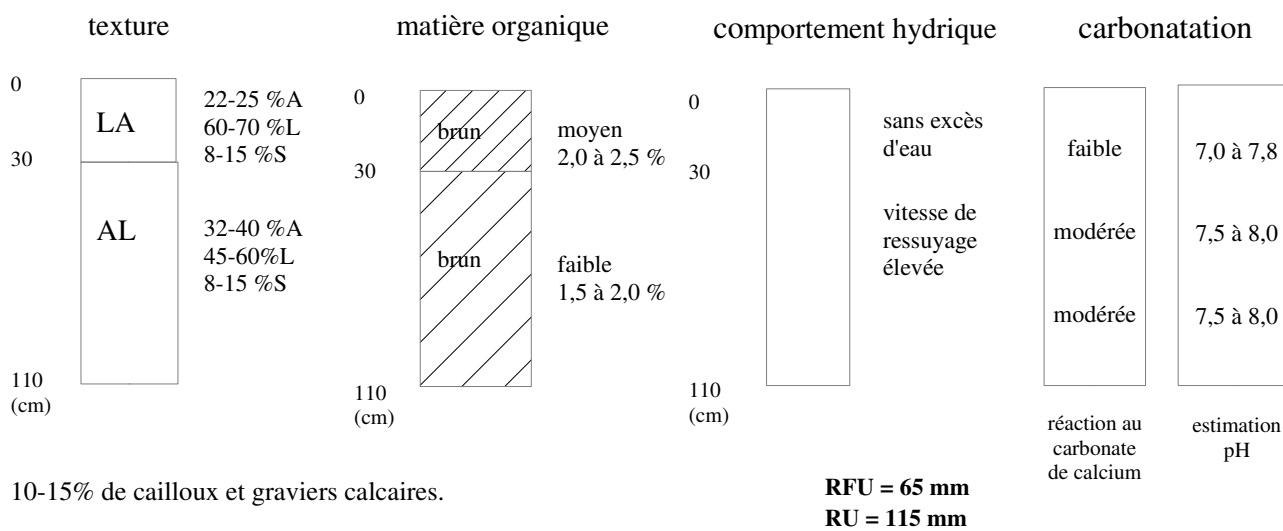 texture
0
30
110
(cm)
LA
AL
22-25 %A
60-70 %L
8-15 %S
32-40 %A
45-60%L
8-15 %S
matière organique
0
30
110
(cm)
brun
brun
moyen
2,0 à 2,5 %
faible
1,5 à 2,0 %
comportement hydrique
0
30
110
(cm)
sans excès
d'eau
vitesse de
ressuyage
élevée
carbonatation
faible
modérée
modérée
7,0 à 7,8
7,5 à 8,0
7,5 à 8,0
réaction au
carbonate
de calcium
estimation
pH
10-15% de cailloux et graviers calcaires.
RFU = 65 mm
RU = 115 mm